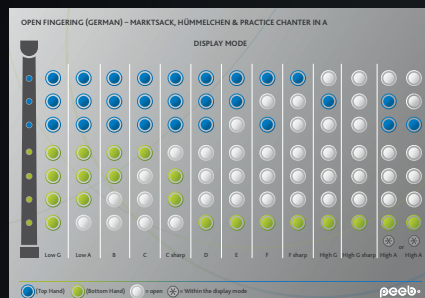 OPEN FINGERING (GERMAN) – MARKTSACK, HÜMMELCHEN & PRACTICE CHANTER IN A
DISPLAY MODE
or
Low G Low A B C C sharp D E F F sharp High G High G sharp High A High A
(Top Hand) (Bottom Hand) = open = Within the display mode
peeb.